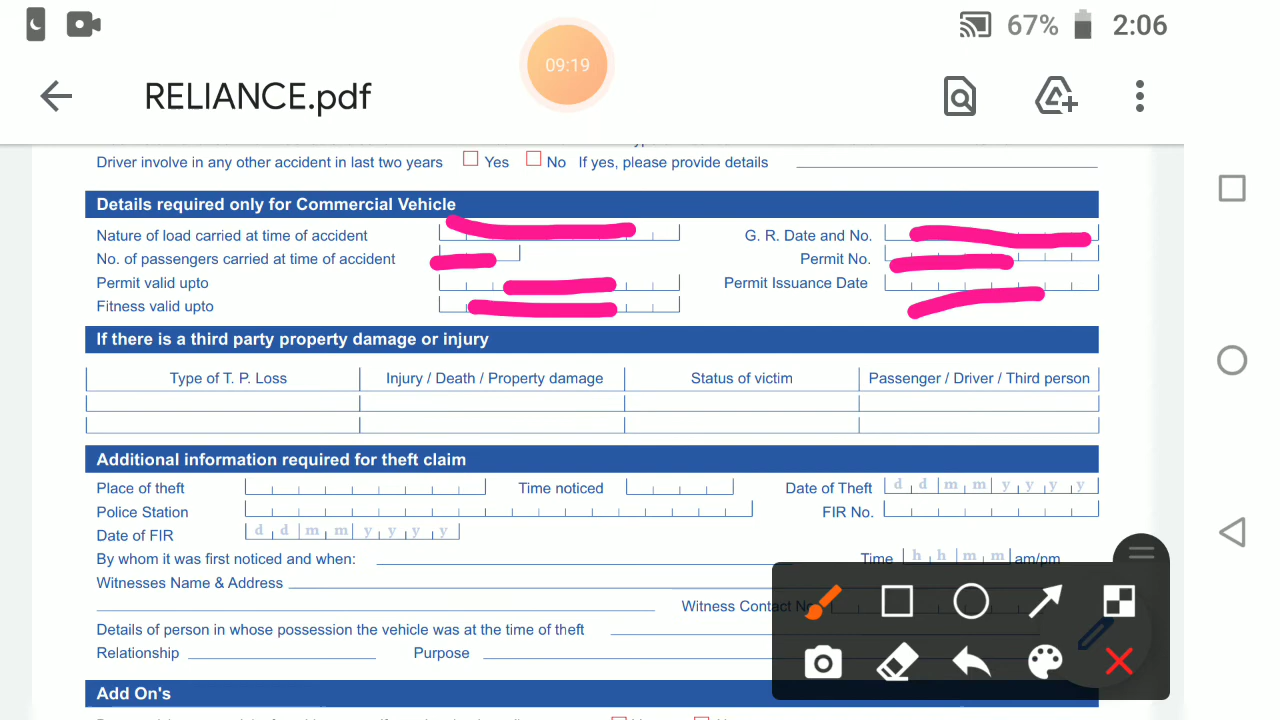 67% 2:06
09:19
RELIANCE.pdf
Driver involve in any other accident in last two years Yes No If yes, please provide details
Details required only for Commercial Vehicle
Nature of load carried at time of accident G. R. Date and No.
No. of passengers carried at time of accident Permit No.
Permit valid upto Permit Issuance Date
Fitness valid upto
If there is a third party property damage or injury
Type of T. P. Loss Injury / Death / Property damage Status of victim Passenger / Driver / Third person
Additional information required for theft claim
Place of theft Time noticed Date of Theft d d m m y y y y
Police Station FIR No.
Date of FIR d d m m y y y y
By whom it was first noticed and when: Time h h m m am/pm
Witnesses Name & Address
Witness Contact No
Details of person in whose possession the vehicle was at the time of theft
Relationship Purpose
Add On's